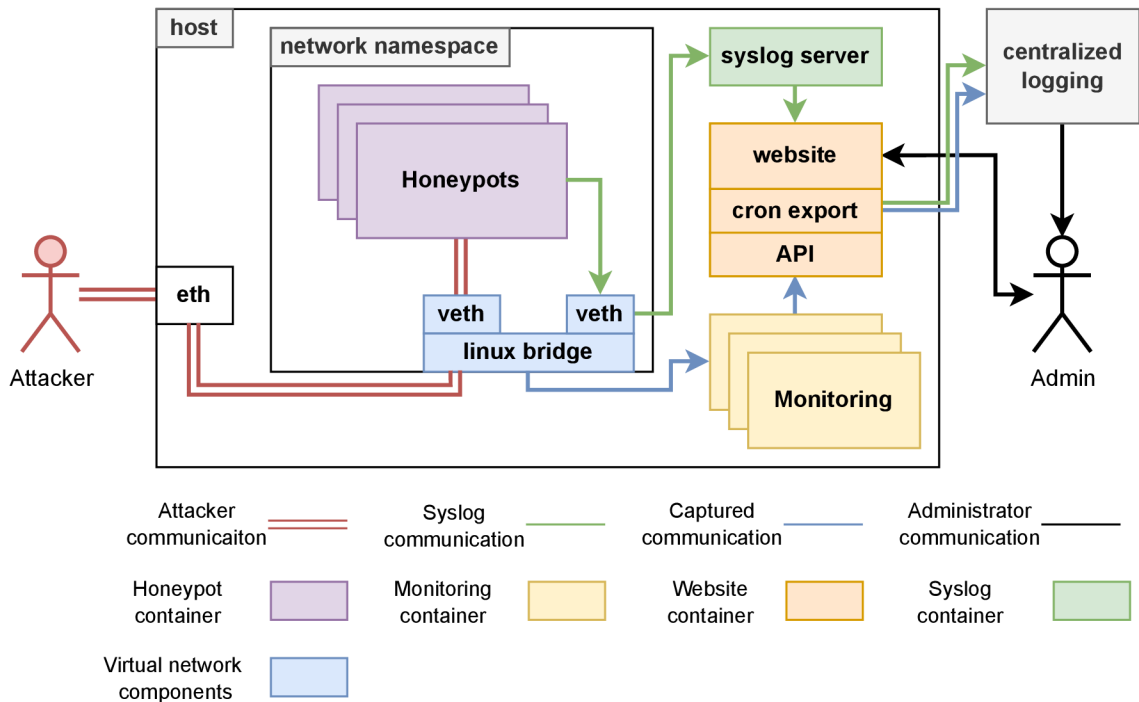 host
network namespace
syslog server
centralized
logging
website
Honeypots
cron export
API
eth
veth
veth
linux bridge
Attacker
Monitoring
Admin
Attacker
communicaiton
Syslog
communication
Captured
communication
Administrator
communication
Honeypot
container
Monitoring
container
Website
container
Syslog
container
Virtual network
components